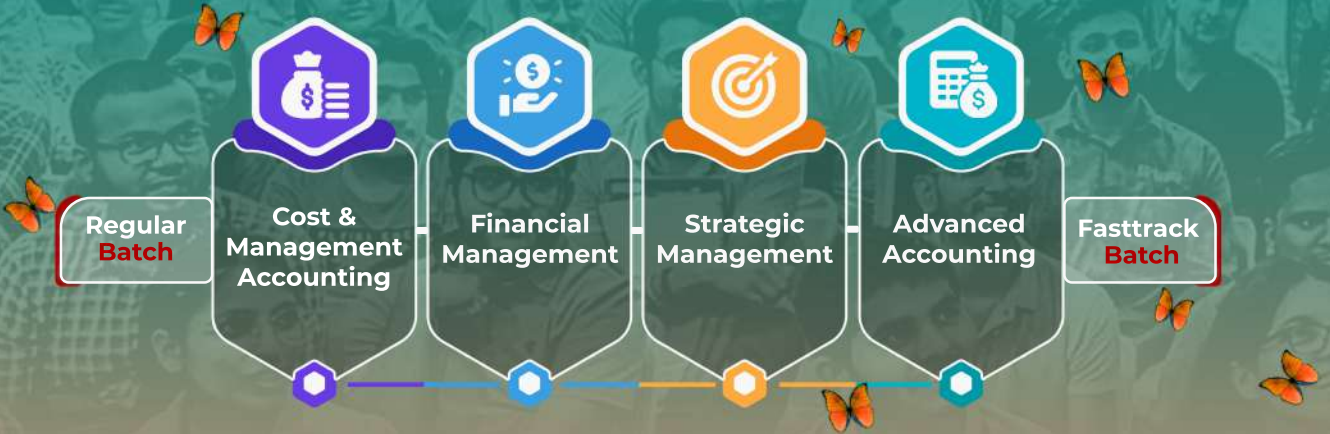 Regular
Batch
Cost &
Management
Accounting
Financial
Management
Strategic
Management
Advanced
Accounting
Fasttrack
Batch